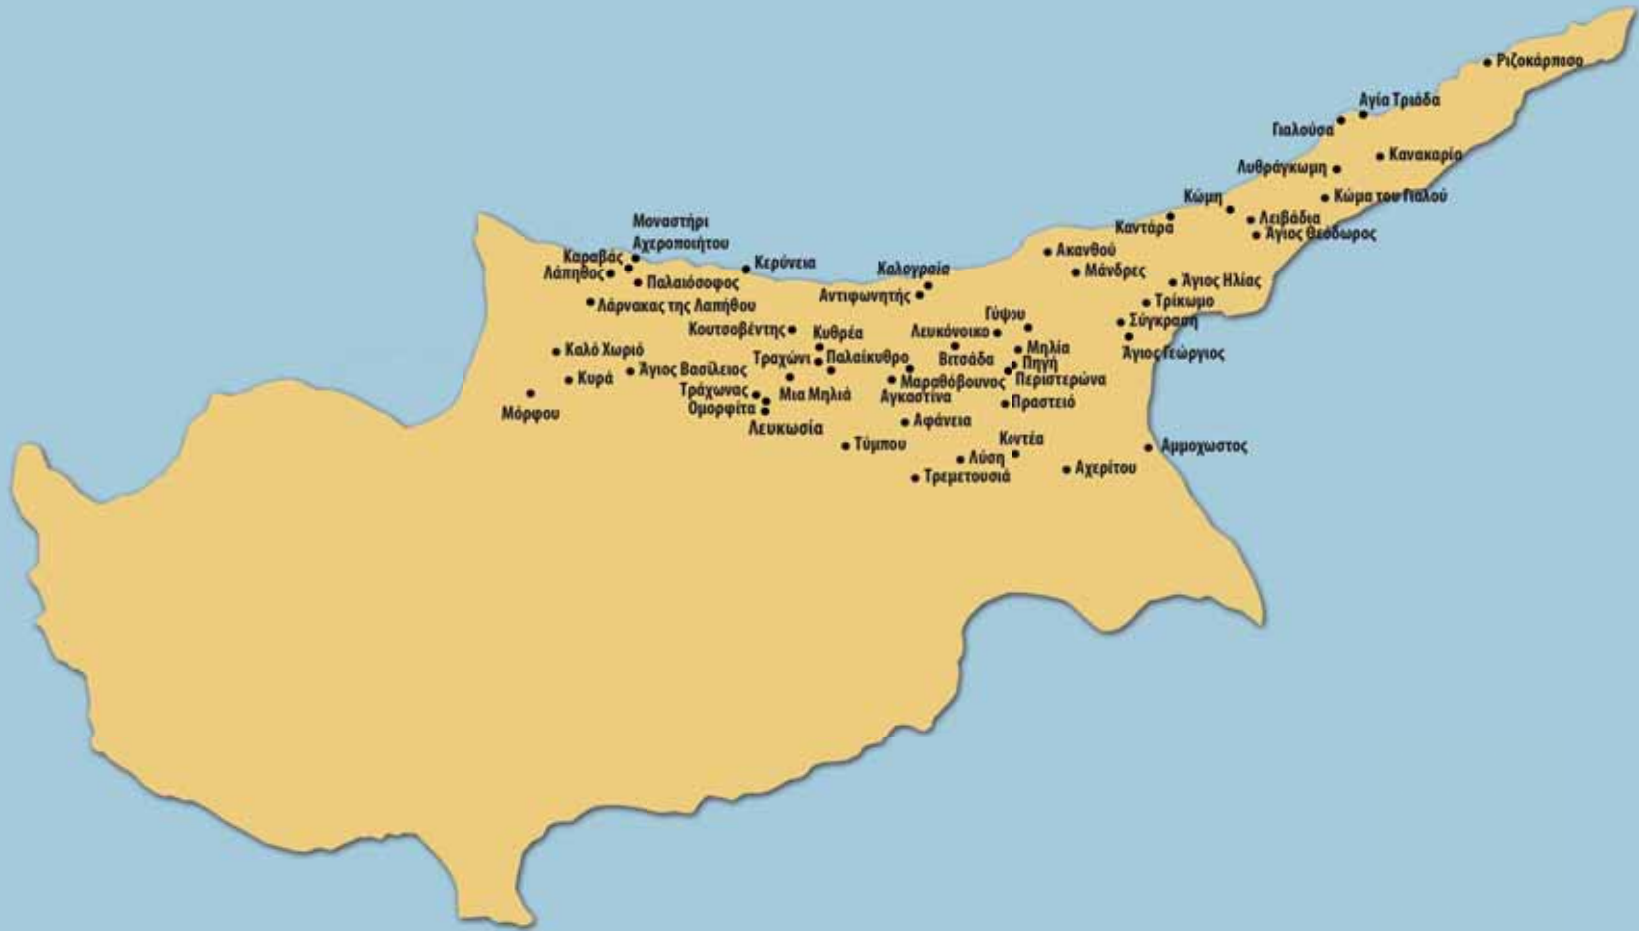 Ριζοκάρπασο
Αγία Τριάδα
Γιαλούσα
Κανακαριά
Λυθράγκωμη
Κώμα του Γιαλού
Κώμη
Λειβάδια
Καντάρα
Άγιος Θεόδωρος
Μοναστήρι
Αχεροποιήτου
Καραβάς
Λάπηθος
Κερύνεια
Παλαιόσοφος
Λάρνακας της Λαπήθου
Ακανθού
Μάνδρες
Καλογραία
Αντιφωνητής
Άγιος Ηλίας
Τρίκωμο
Σύγκραση
Άγιος Γεώργιος
Γύψου
Λευκόνοικο
Κουτσοβέντης
Κυθρέα
Μηλία
Βιτσάδα
Πηγή
Τραχώνι
Παλαίκυθρο
Καλό Χωριό
Άγιος Βασίλειος
Κυρά
Μαραθόβουνος
Περιστερώνα
Τράχωνας
Μια Μηλιά
Αγκαστίνα
Πραστειό
Ομορφίτα
Μόρφου
Λευκωσία
Αφάνεια
Τύμπου
Κοντέα
Αμμοχωστος
Λύση
Αχερίτου
Τρεμετουσιά